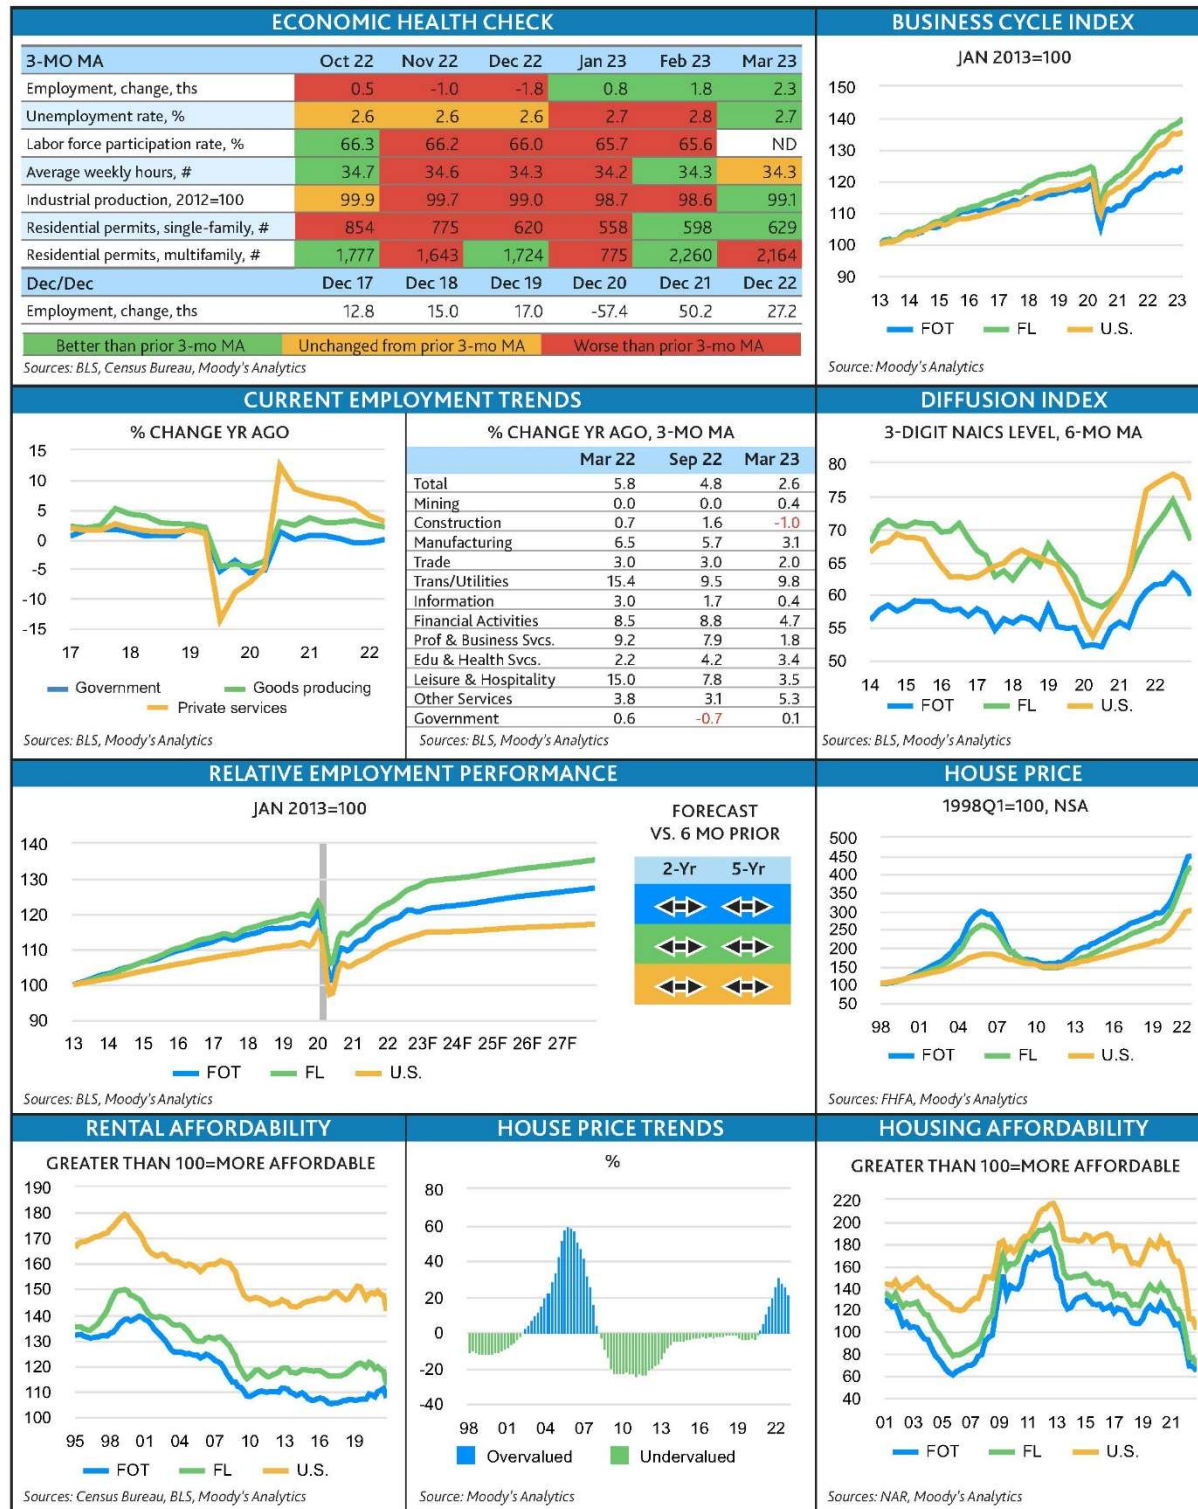 ECONOMIC HEALTH CHECK
3-MO MA Oct 22 Nov 22 Dec 22 Jan 23 Feb 23 Mar 23
Employment, change, ths 0.5 -1.0 -1.8 0.8 1.8 2.3
Unemployment rate, % 2.6 2.6 2.6 2.7 2.8 2.7
Labor force participation rate, % 66.3 66.2 66.0 65.7 65.6 ND
Average weekly hours, # 34.7 34.6 34.3 34.2 34.3 34.3
Industrial production, 2012=100 99.9 99.7 99.0 98.7 98.6 99.1
Residential permits, single-family, # 854 775 620 558 598 629
Residential permits, multifamily, # 1,777 1,643 1,724 775 2,260 2,164
Dec/Dec Dec 17 Dec 18 Dec 19 Dec 20 Dec 21 Dec 22
Employment, change, ths 12.8 15.0 17.0 -57.4 50.2 27.2
Better than prior 3-mo MA Unchanged from prior 3-mo MA Worse than prior 3-mo MA
Sources: BLS, Census Bureau, Moody's Analytics
BUSINESS CYCLE INDEX
JAN 2013=100
150
140
130
120
110
100
90
13 14 15 16 17 18 19 20 21 22 23
FOT FL U.S.
Source: Moody's Analytics
CURRENT EMPLOYMENT TRENDS
% CHANGE YR AGO
15
10
5
0
-5
-10
-15
17 18 19 20 21 22
Government Goods producing
Private services
Sources: BLS, Moody's Analytics
% CHANGE YR AGO, 3-MO MA
Mar 22 Sep 22 Mar 23
Total 5.8 4.8 2.6
Mining 0.0 0.0 0.4
Construction 0.7 1.6 -1.0
Manufacturing 6.5 5.7 3.1
Trade 3.0 3.0 2.0
Trans/Utilities 15.4 9.5 9.8
Information 3.0 1.7 0.4
Financial Activities 8.5 8.8 4.7
Prof & Business Svcs. 9.2 7.9 1.8
Edu & Health Svcs. 2.2 4.2 3.4
Leisure & Hospitality 15.0 7.8 3.5
Other Services 3.8 3.1 5.3
Government 0.6 -0.7 0.1
Sources: BLS, Moody's Analytics
DIFFUSION INDEX
3-DIGIT NAICS LEVEL, 6-MO MA
80
75
70
65
60
55
50
14 15 16 17 18 19 20 21 22
FOT FL U.S.
Sources: BLS, Moody's Analytics
RELATIVE EMPLOYMENT PERFORMANCE
JAN 2013=100
140
130
120
110
100
90
13 14 15 16 17 18 19 20 21 22 23F 24F 25F 26F 27F
FOT FL U.S.
Sources: BLS, Moody's Analytics
FORECAST
VS. 6 MO PRIOR
2-Yr 5-Yr
HOUSE PRICE
1998Q1=100, NSA
500
450
400
350
300
250
200
150
100
50
98 01 04 07 10 13 16 19 22
FOT FL U.S.
Sources: FHFA, Moody's Analytics
RENTAL AFFORDABILITY
GREATER THAN 100=MORE AFFORDABLE
190
180
170
160
150
140
130
120
110
100
95 98 01 04 07 10 13 16 19
FOT FL U.S.
Sources: Census Bureau, BLS, Moody's Analytics
HOUSE PRICE TRENDS
%
80
60
40
20
0
-20
-40
98 01 04 07 10 13 16 19 22
Overvalued Undervalued
Source: Moody's Analytics
HOUSING AFFORDABILITY
GREATER THAN 100=MORE AFFORDABLE
220
200
180
160
140
120
100
80
60
40
01 03 05 07 09 11 13 15 17 19 21
FOT FL U.S.
Sources: NAR, Moody's Analytics